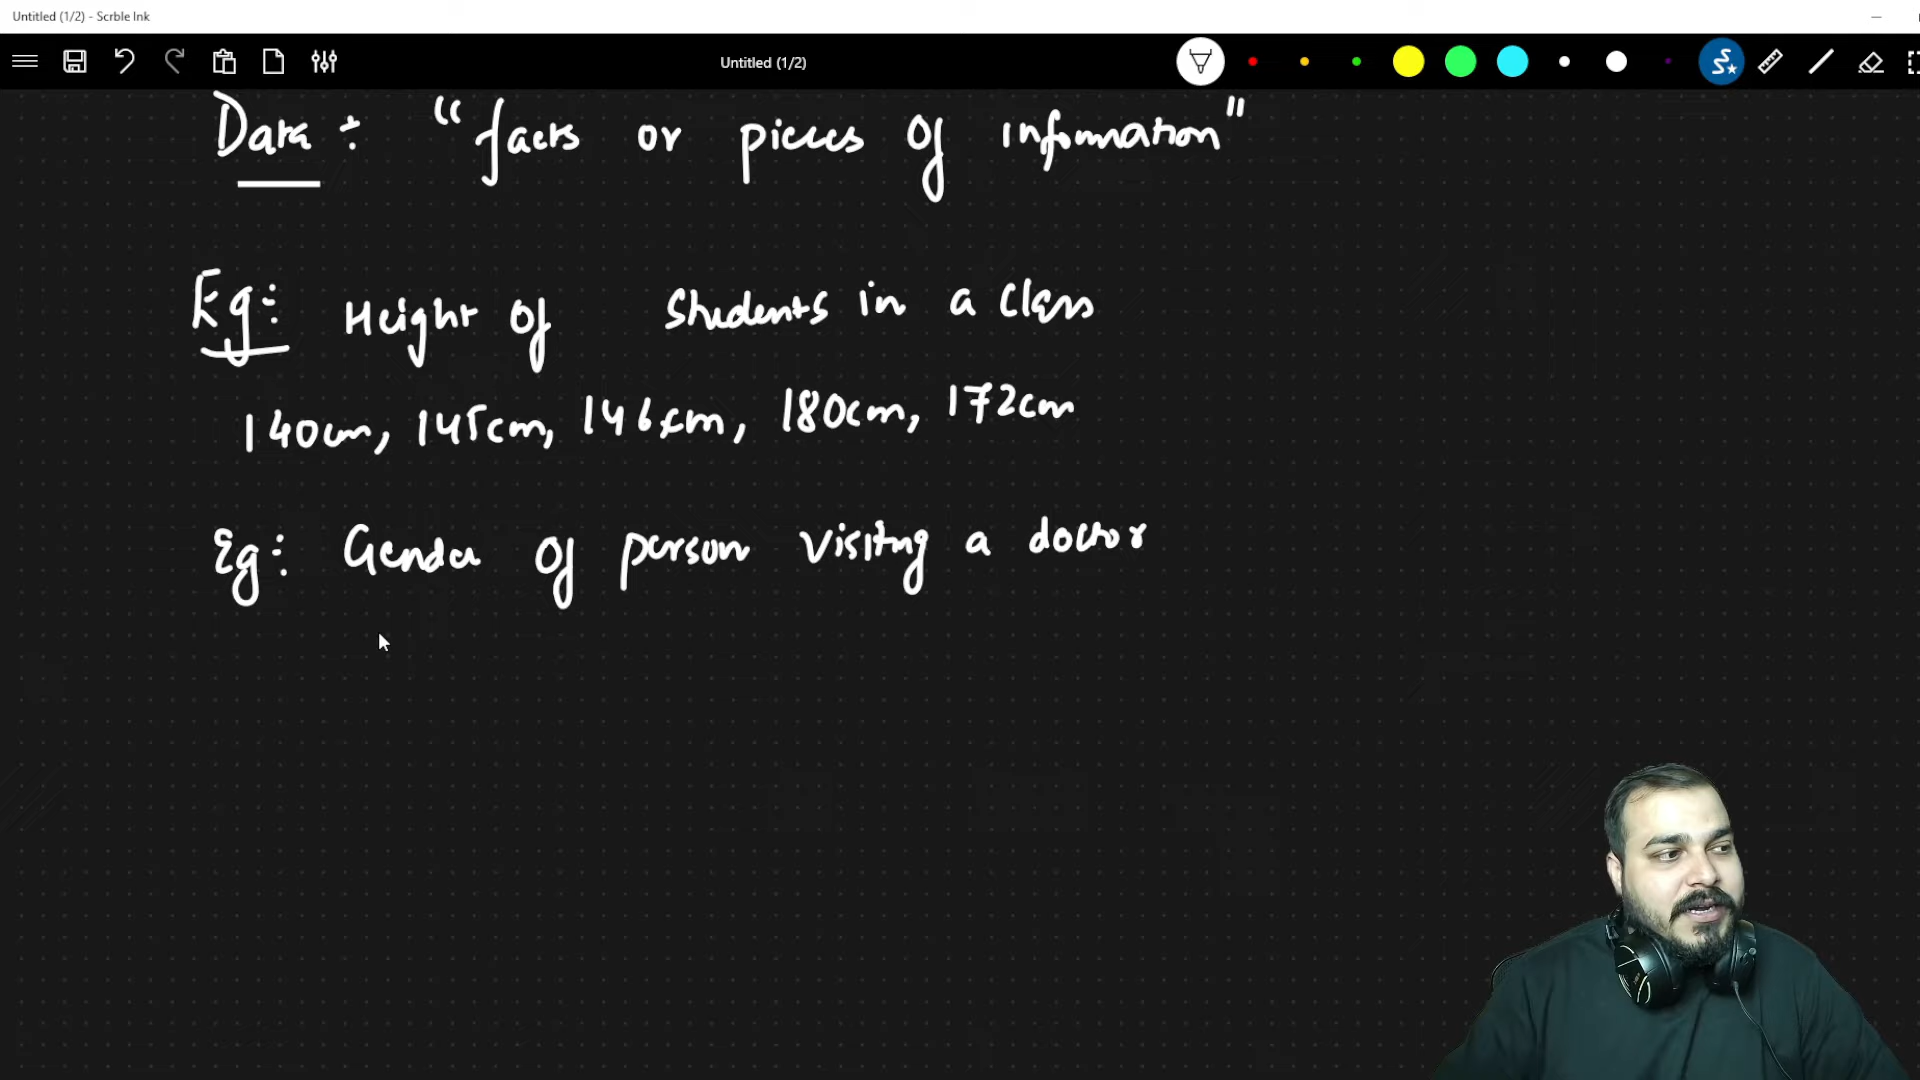 Untitled (1/2) - Scrble Ink
Untitled (1/2)
Data : "facts or pieces of information"
Eg: Height of Students in a class
140cm, 145cm, 146cm, 180cm, 172cm
Eg: Gender of person visiting a doctor